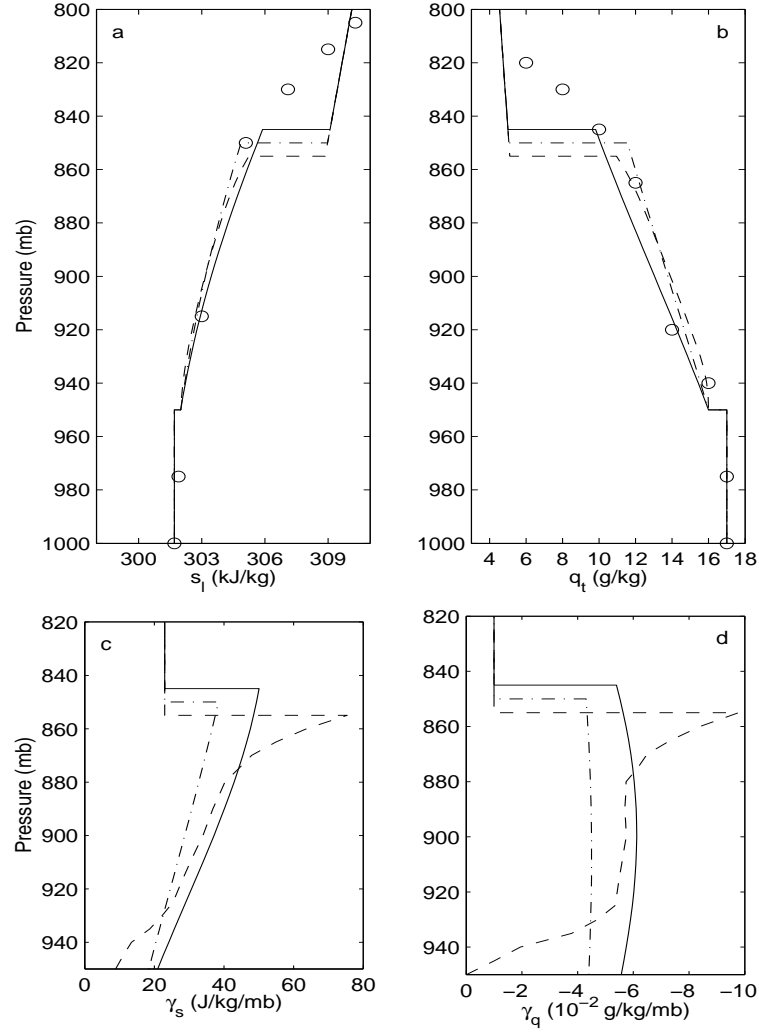 a
800
820
840
860
880
900
920
940
960
980
1000
Pressure (mb)
300 303 306 309
s_l (kJ/kg)
b
800
820
840
860
880
900
920
940
960
980
1000
4 6 8 10 12 14 16 18
q_t (g/kg)
c
820
840
860
880
900
920
940
Pressure (mb)
0 20 40 60 80
γ_s (J/kg/mb)
d
820
840
860
880
900
920
940
0 −2 −4 −6 −8 −10
γ_q (10^−2 g/kg/mb)